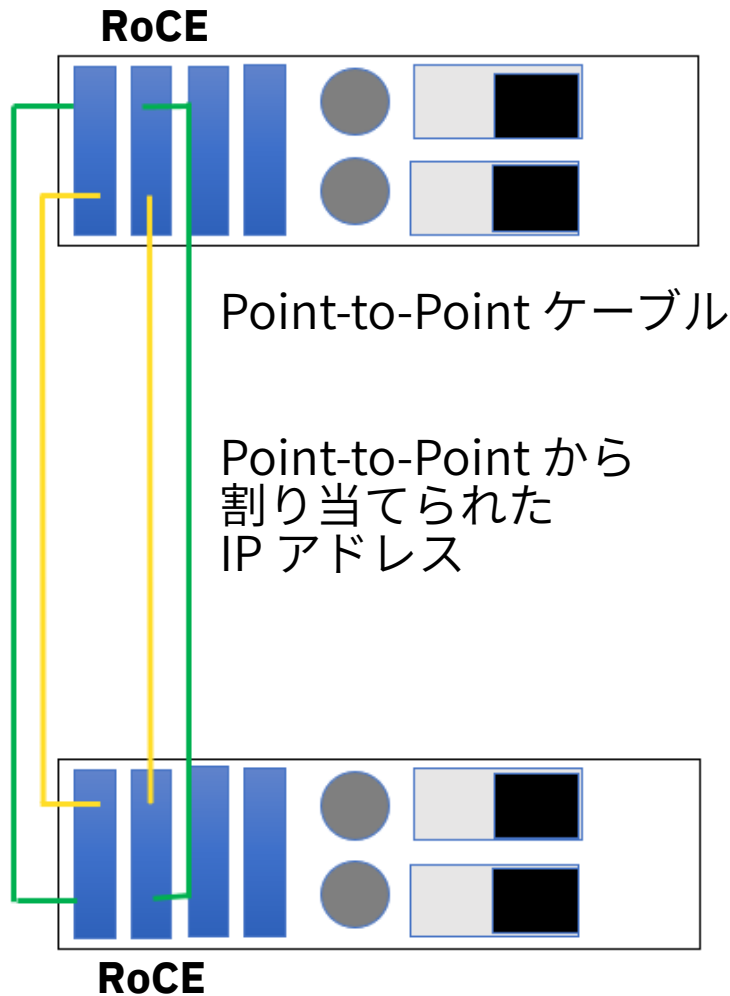 RoCE
Point-to-Point ケーブル
Point-to-Point から
割り当てられた
IP アドレス
RoCE